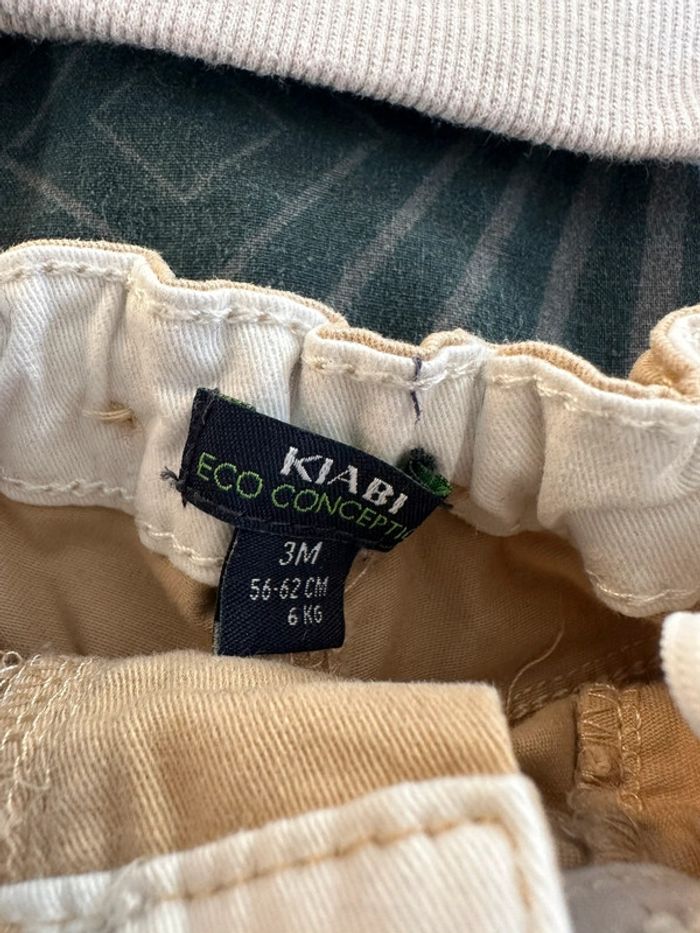 KIABI
ECO CONCEPTI
3M
56-62 CM
6 KG